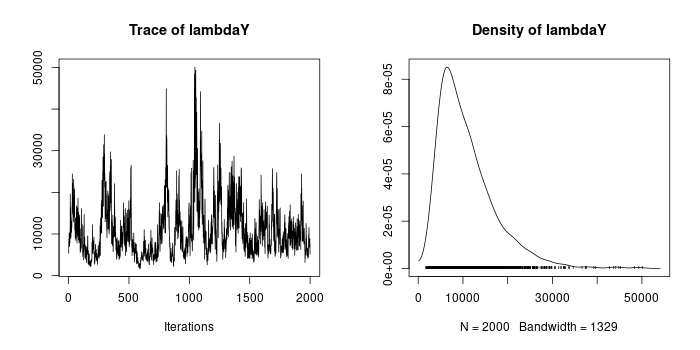 Trace of lambdaY
50000
30000
10000
0
0 500 1000 1500 2000
Iterations
Density of lambdaY
8e-05
6e-05
4e-05
2e-05
0e+00
0 10000 30000 50000
N = 2000 Bandwidth = 1329